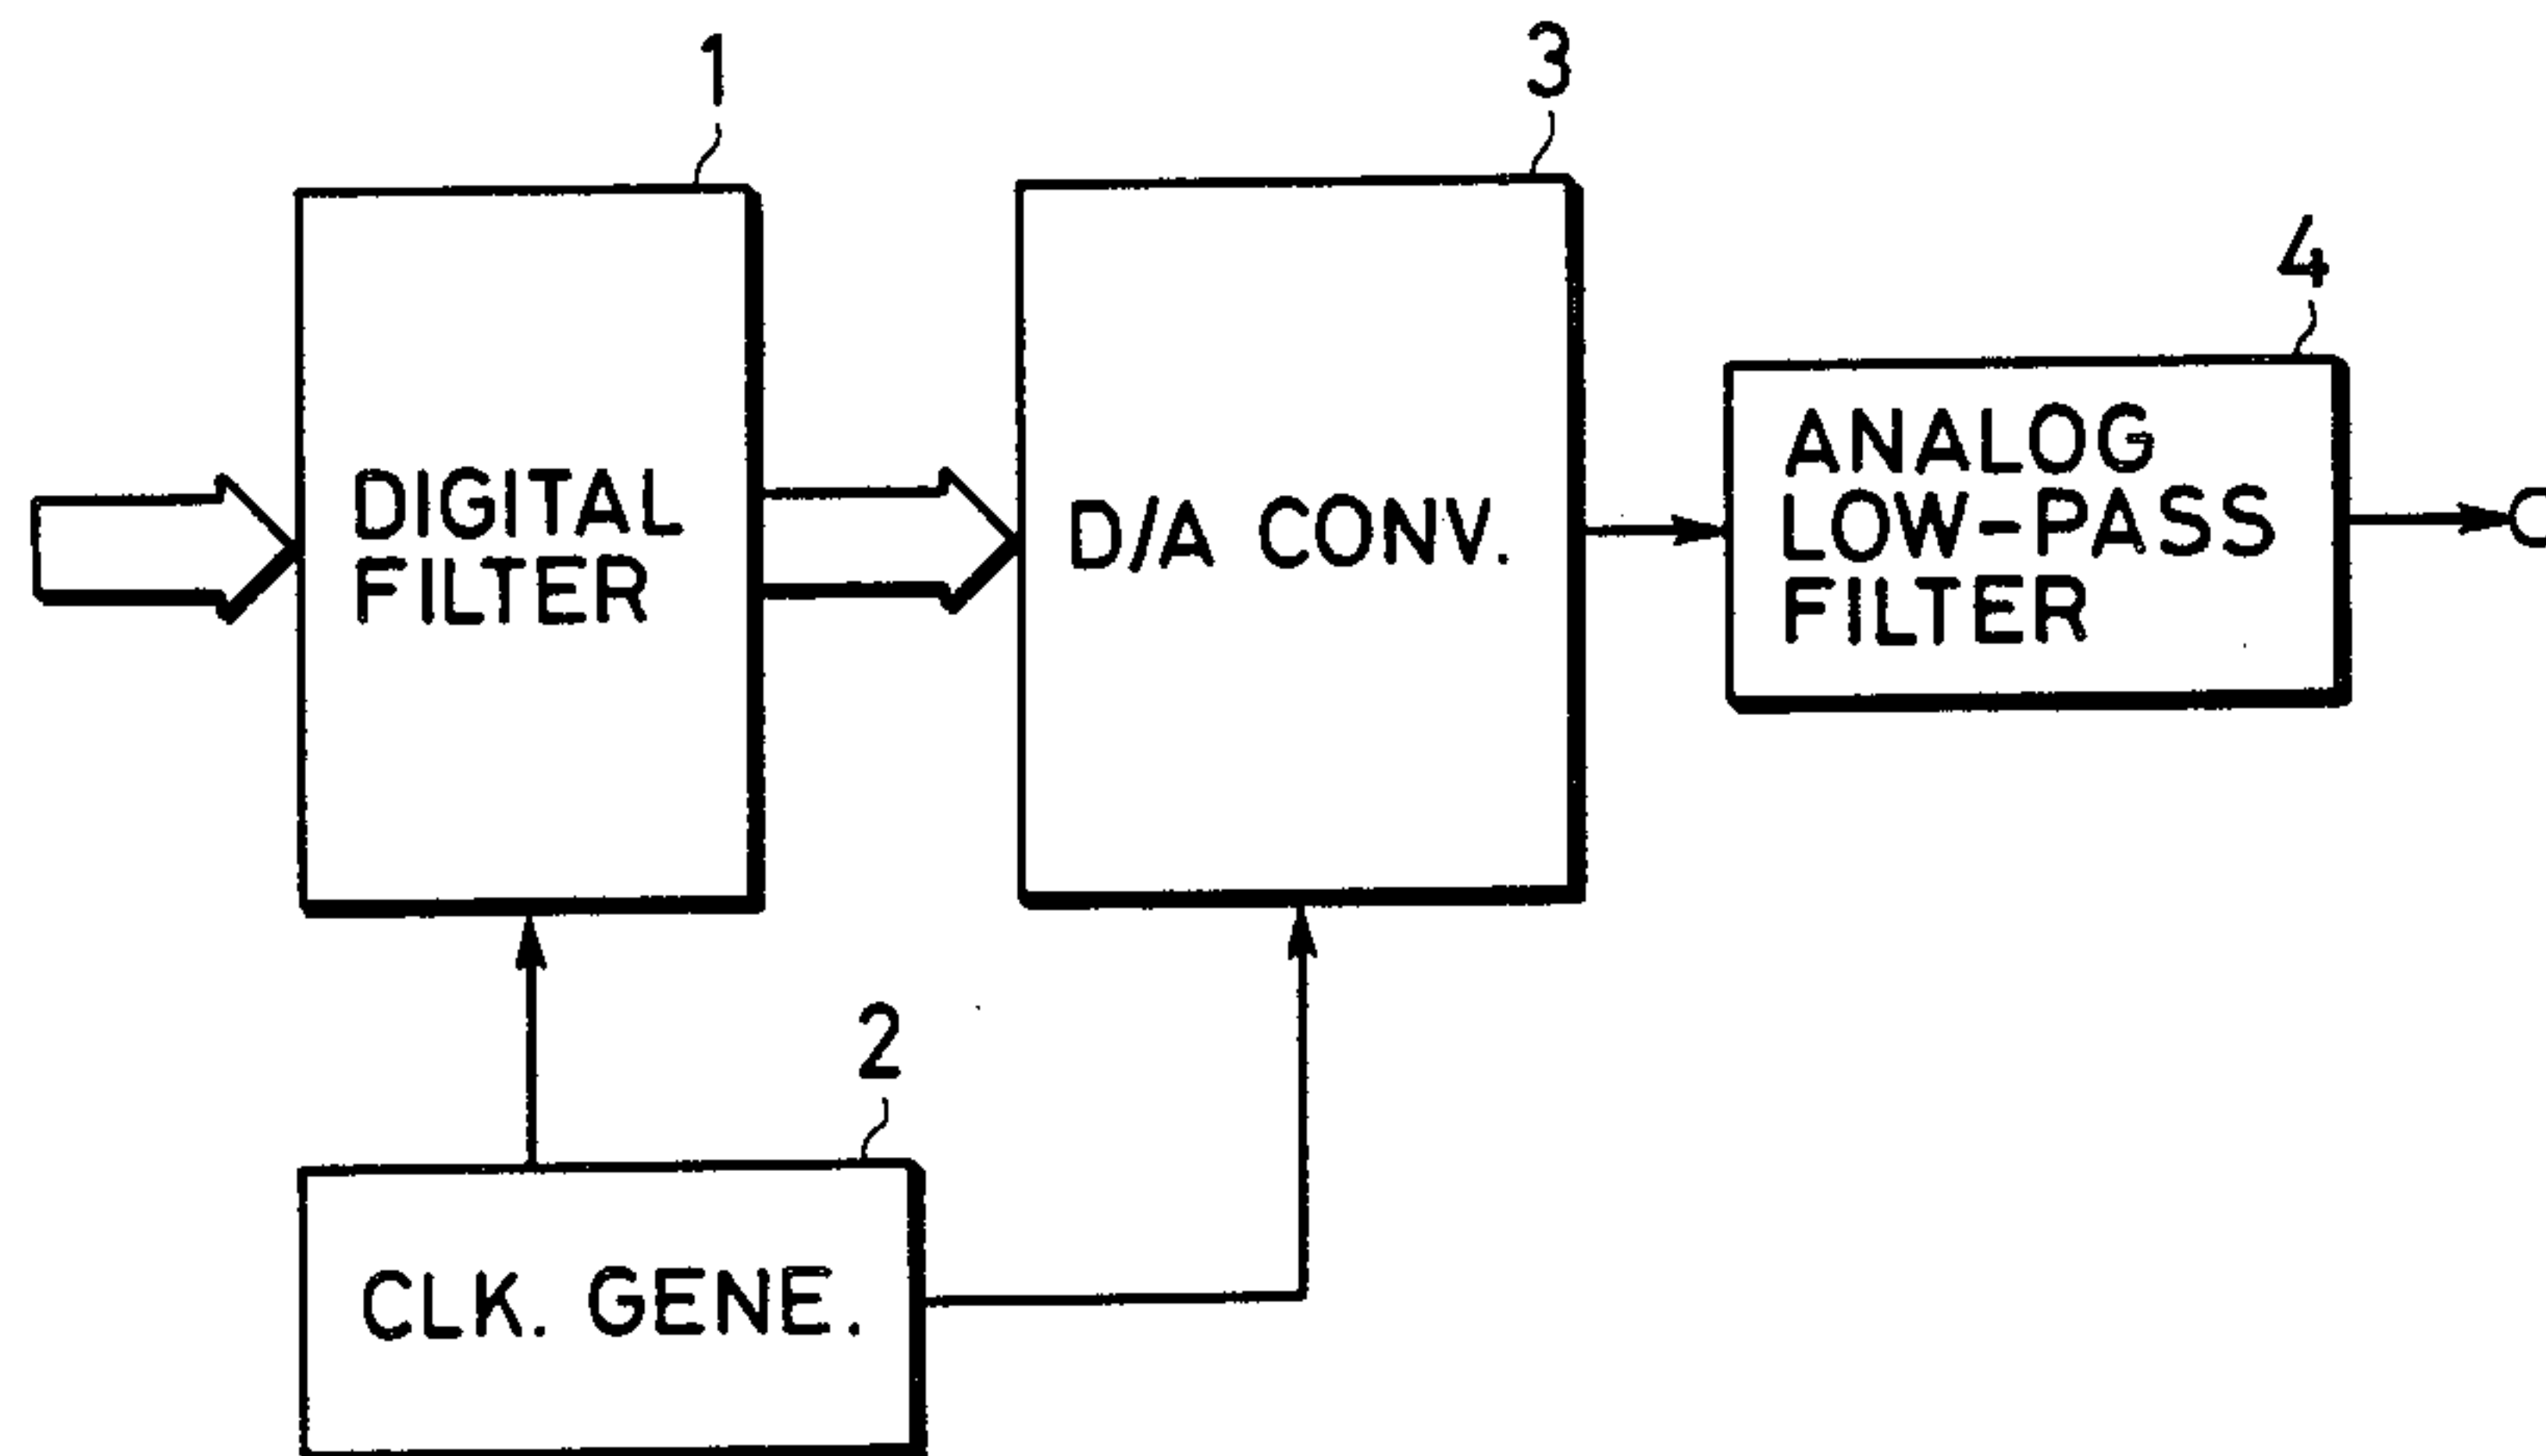 1
3
4
DIGITAL
FILTER
D/A CONV.
ANALOG
LOW-PASS
FILTER
2
CLK. GENE.